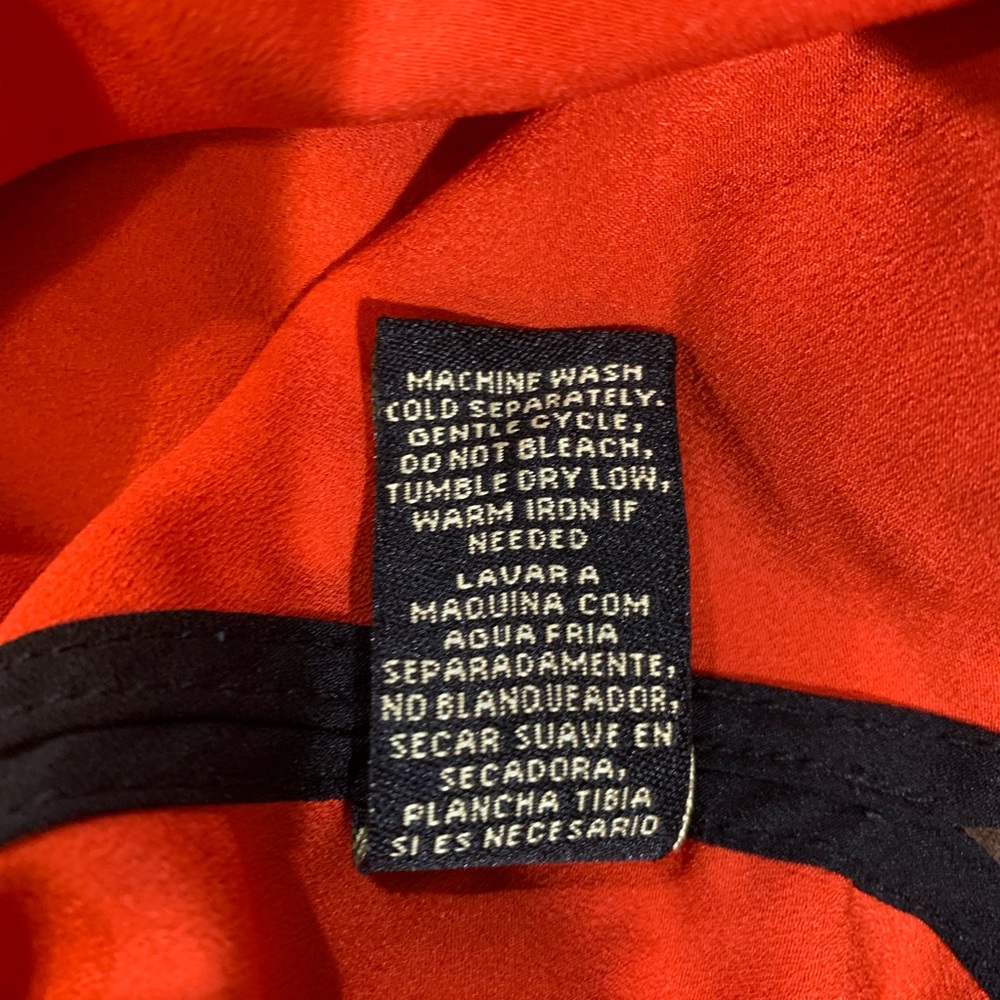 MACHINE WASH
COLD SEPARATELY.
GENTLE CYCLE,
DO NOT BLEACH,
TUMBLE DRY LOW,
WARM IRON IF
NEEDED
LAVAR A
MAQUINA COM
AGUA FRIA
SEPARADAMENTE,
NO BLANQUEADOR,
SECAR SUAVE EN
SECADORA,
PLANCHA TIBIA
SI ES NECESARIO